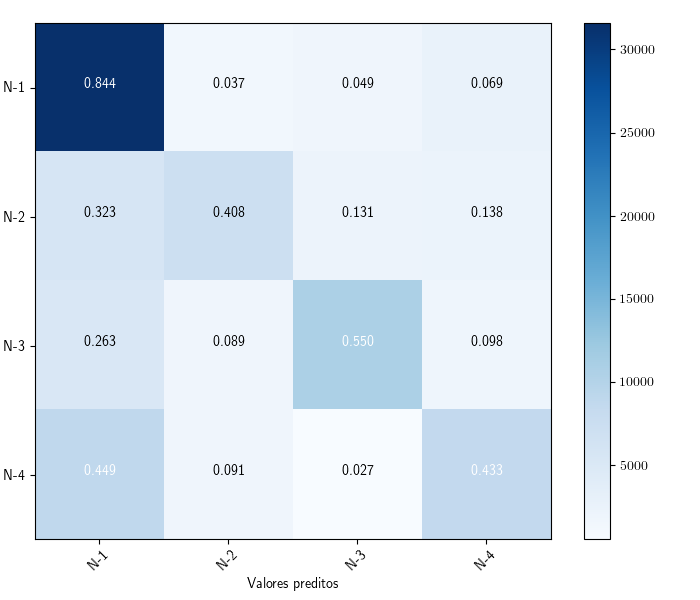 30000
N-1 0.844 0.037 0.049 0.069
25000
N-2 0.323 0.408 0.131 0.138
20000
15000
N-3 0.263 0.089 0.550 0.098
10000
N-4 0.449 0.091 0.027 0.433
5000
N-1 N-2 N-3 N-4
Valores preditos